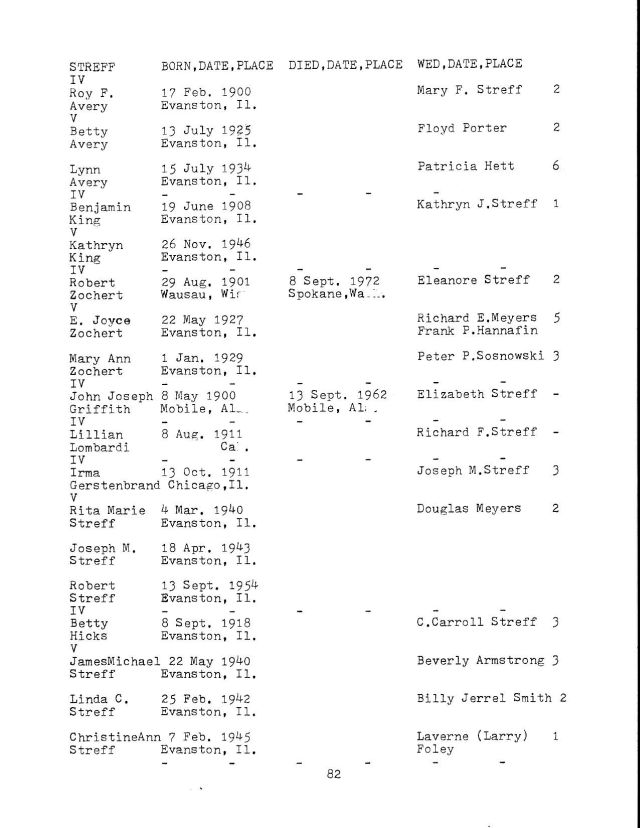 STREFF BORN,DATE,PLACE DIED,DATE,PLACE WED,DATE,PLACE
IV
Roy F. 17 Feb. 1900 Mary F. Streff 2
Avery Evanston, Il.
V
Betty 13 July 1925 Floyd Porter 2
Avery Evanston, Il.
Lynn 15 July 1934 Patricia Hett 6
Avery Evanston, Il.
IV - - - - -
Benjamin 19 June 1908 Kathryn J.Streff 1
King Evanston, Il.
V
Kathryn 26 Nov. 1946
King Evanston, Il.
IV - - - - - -
Robert 29 Aug. 1901 8 Sept. 1972 Eleanore Streff 2
Zochert Wausau, Spokane,
V
E. Joyce 22 May 1927 Richard E.Meyers 5
Zochert Evanston, Il. Frank P.Hannafin
Mary Ann 1 Jan. 1929 Peter P.Sosnowski 3
Zochert Evanston, Il.
IV - - - - - -
John Joseph 8 May 1900 13 Sept. 1962 Elizabeth Streff -
Griffith Mobile, Mobile,
IV - - - - - -
Lillian 8 Aug. 1911 Richard F.Streff -
Lombardi
IV - - - - - -
Irma 13 Oct. 1911 Joseph M.Streff 3
Gerstenbrand Chicago,Il.
V
Rita Marie 4 Mar. 1940 Douglas Meyers 2
Streff Evanston, Il.
Joseph M. 18 Apr. 1943
Streff Evanston, Il.
Robert 13 Sept. 1954
Streff Evanston, Il.
IV - - - - - -
Betty 8 Sept. 1918 C.Carroll Streff 3
Hicks Evanston, Il.
V
JamesMichael 22 May 1940 Beverly Armstrong 3
Streff Evanston, Il.
Linda C. 25 Feb. 1942 Billy Jerrel Smith 2
Streff Evanston, Il.
ChristineAnn 7 Feb. 1945 Laverne (Larry) 1
Streff Evanston, Il. Foley
- - - - - -
82